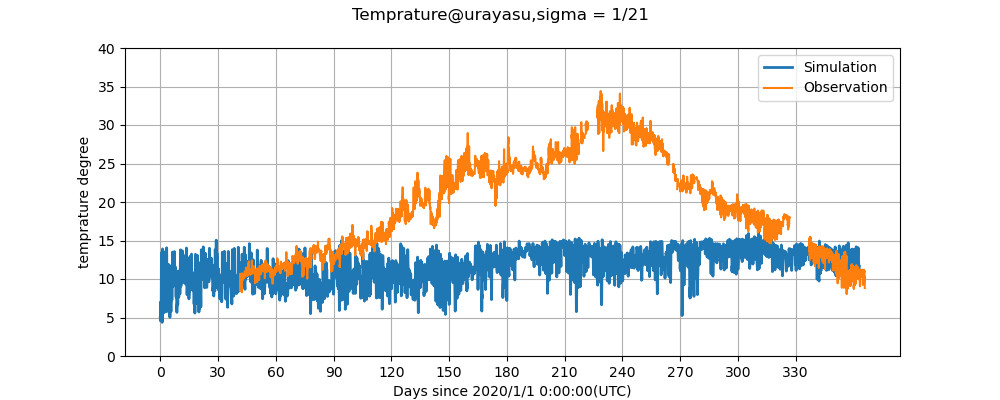 Temprature@urayasu,sigma = 1/21
Simulation
Observation
temprature degree
40
35
30
25
20
15
10
5
0
0 30 60 90 120 150 180 210 240 270 300 330
Days since 2020/1/1 0:00:00(UTC)